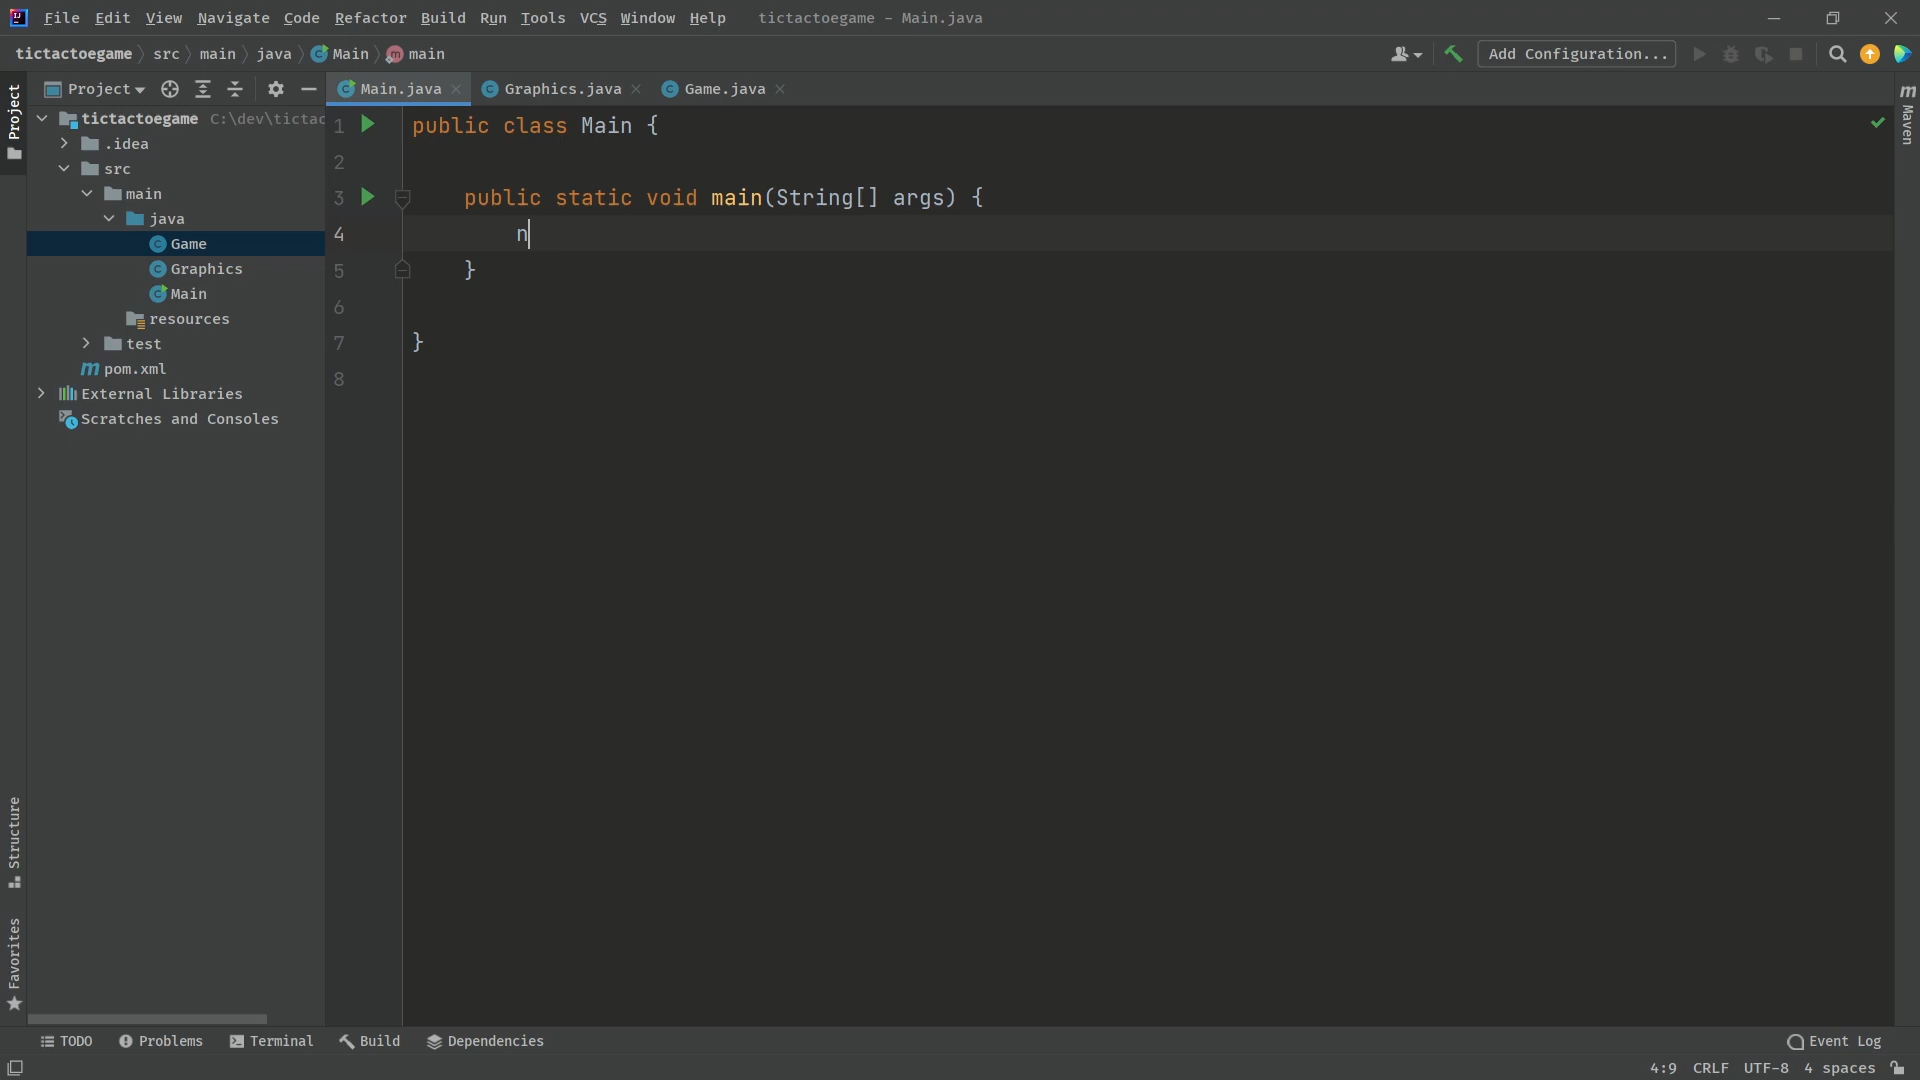 File Edit View Navigate Code Refactor Build Run Tools VCS Window Help tictactoegame - Main.java
tictactoegame src main java Main main Add Configuration...
Project
Project
Main.java
Graphics.java
Game.java
Maven
tictactoegame C:\dev\tictac
.idea
src
main
java
Game
Graphics
Main
resources
test
pom.xml
External Libraries
Scratches and Consoles
1 public class Main {
2
3 public static void main(String[] args) {
4 n
5 }
6
7 }
8
Structure
Favorites
TODO Problems Terminal Build Dependencies Event Log
4:9 CRLF UTF-8 4 spaces